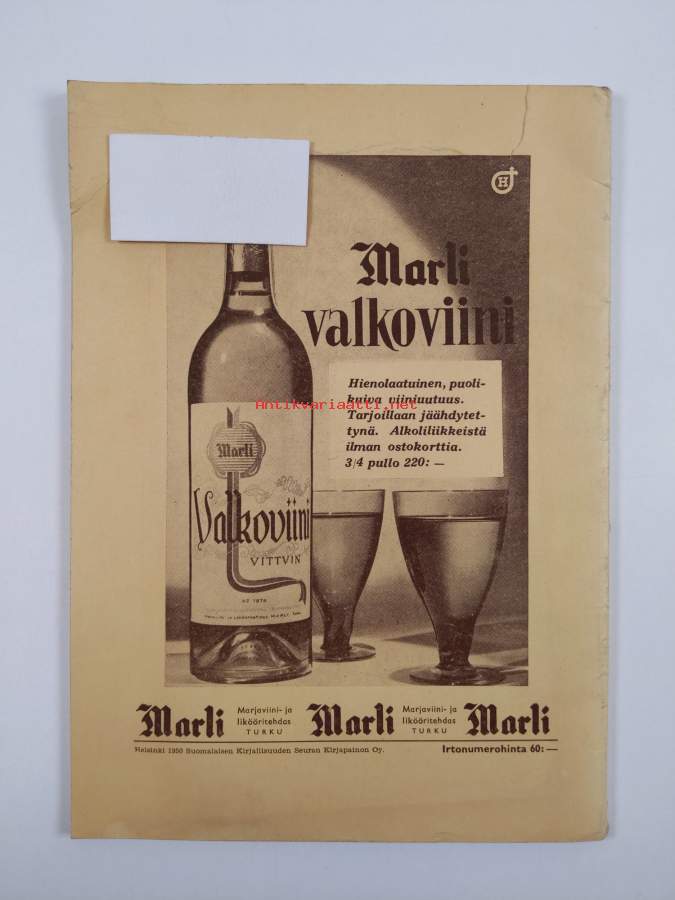 H
Marli
valkoviini
Hienolaatuinen, puoli-
kuiva viiniuutuus.
Antikvariaatti.net
Tarjoillaan jäähdytet-
tynä. Alkoliliikkeistä
ilman ostokorttia.
3/4 pullo 220: —
Marli
Valkoviini
VITTVIN
Marli
Marjaviini- ja
likööritehdas
TURKU
Marli
Marjaviini- ja
likööritehdas
TURKU
Marli
Helsinki 1950 Suomalaisen Kirjallisuuden Seuran Kirjapainon Oy.
Irtonumerohinta 60: —